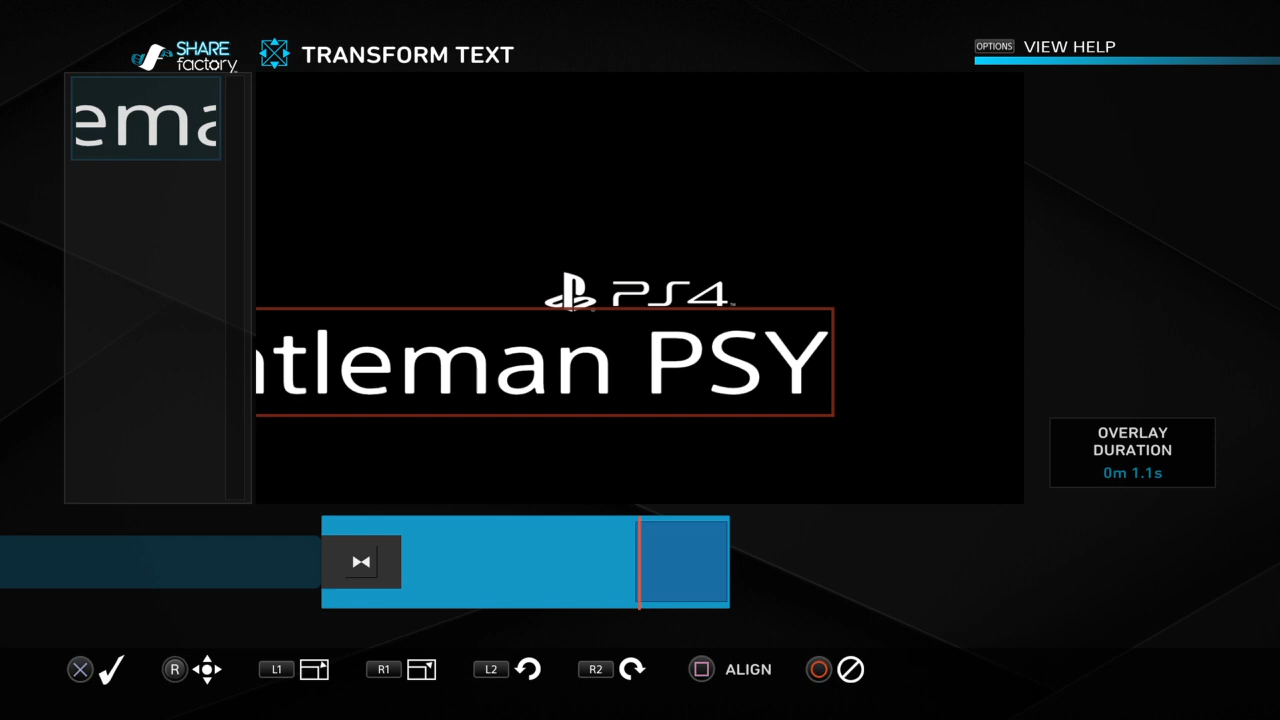 SHARE
factory
TRANSFORM TEXT
OPTIONS VIEW HELP
ema
PS4
tleman PSY
OVERLAY
DURATION
0m 1.1s
R L1 R1 L2 R2 ALIGN